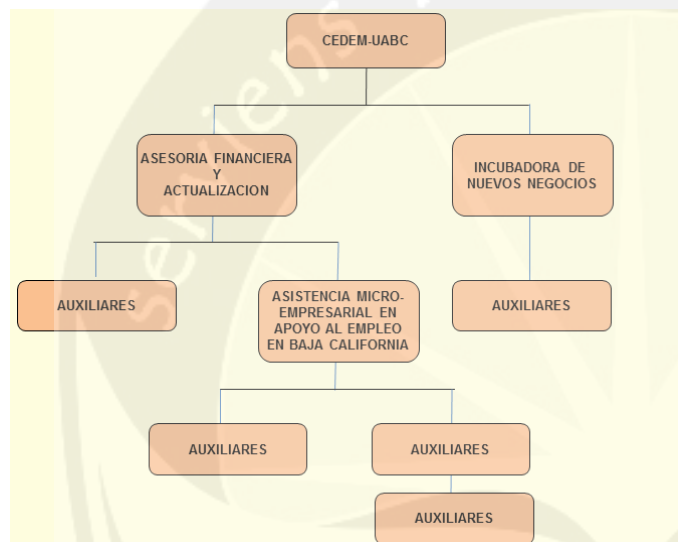 serviens
CEDEM-UABC
ASESORIA FINANCIERA
Y
ACTUALIZACION
INCUBADORA DE
NUEVOS NEGOCIOS
AUXILIARES
ASISTENCIA MICRO-
EMPRESARIAL EN
APOYO AL EMPLEO
EN BAJA CALIFORNIA
AUXILIARES
AUXILIARES
AUXILIARES
AUXILIARES